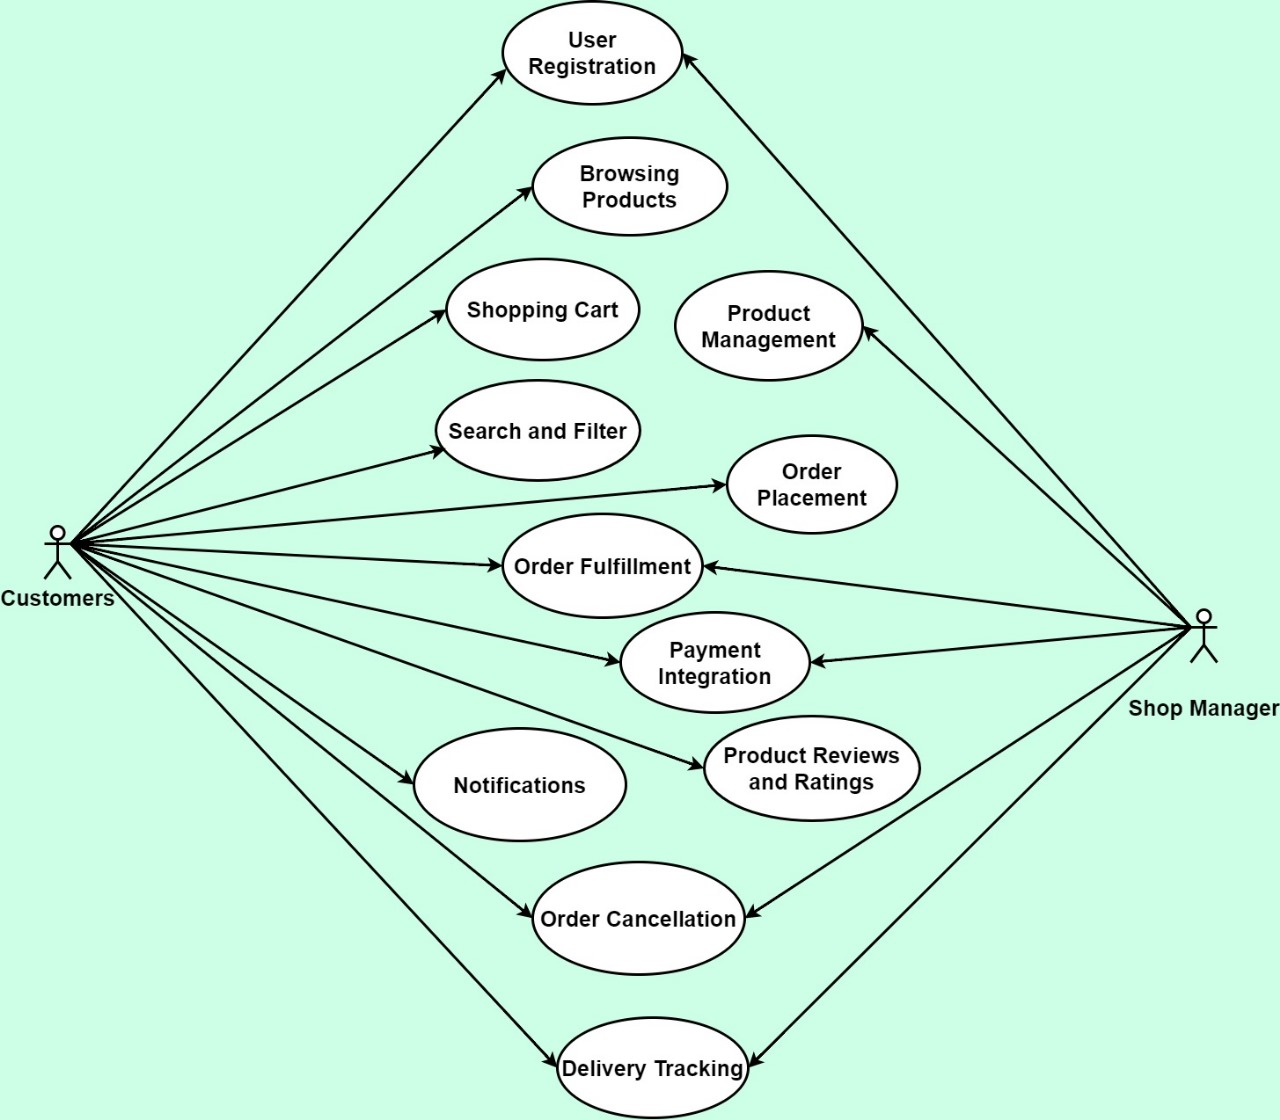 User
Registration
Browsing
Products
Shopping Cart
Product
Management
Search and Filter
Order
Placement
Order Fulfillment
Customers
Payment
Integration
Shop Manager
Product Reviews
and Ratings
Notifications
Order Cancellation
Delivery Tracking